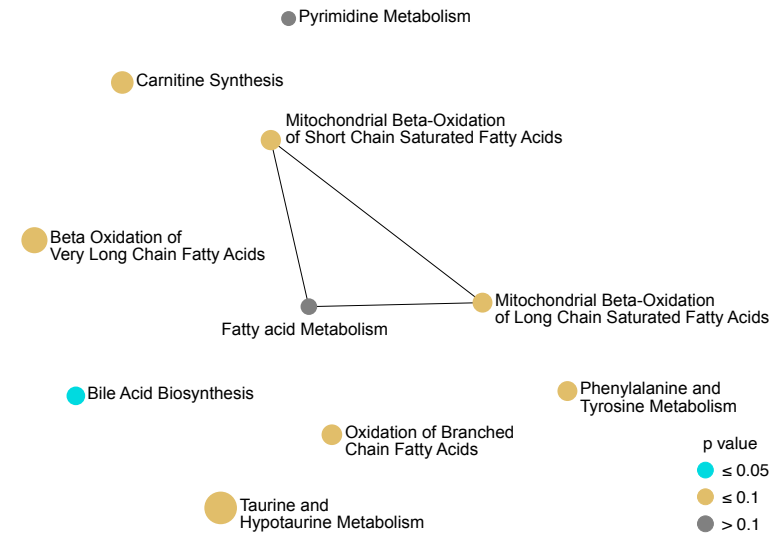 Pyrimidine Metabolism
Carnitine Synthesis
Mitochondrial Beta-Oxidation
of Short Chain Saturated Fatty Acids
Beta Oxidation of
Very Long Chain Fatty Acids
Mitochondrial Beta-Oxidation
of Long Chain Saturated Fatty Acids
Fatty acid Metabolism
Bile Acid Biosynthesis
Phenylalanine and
Tyrosine Metabolism
Oxidation of Branched
Chain Fatty Acids
Taurine and
Hypotaurine Metabolism
p value
≤ 0.05
≤ 0.1
> 0.1